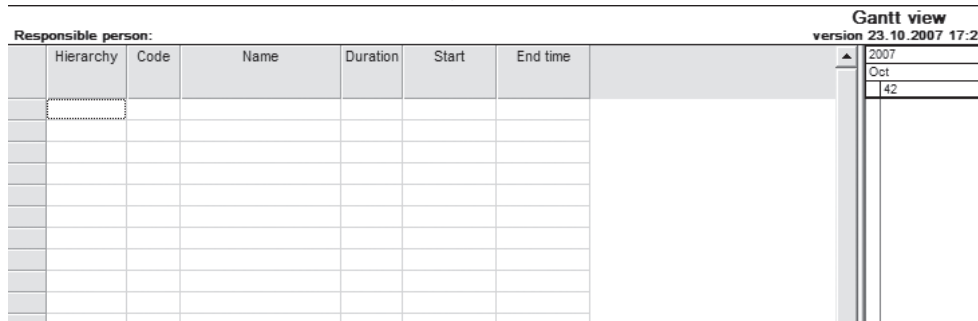 Gantt view
Responsible person:
version 23.10.2007 17:2
Hierarchy Code Name Duration Start End time
2007
Oct
42